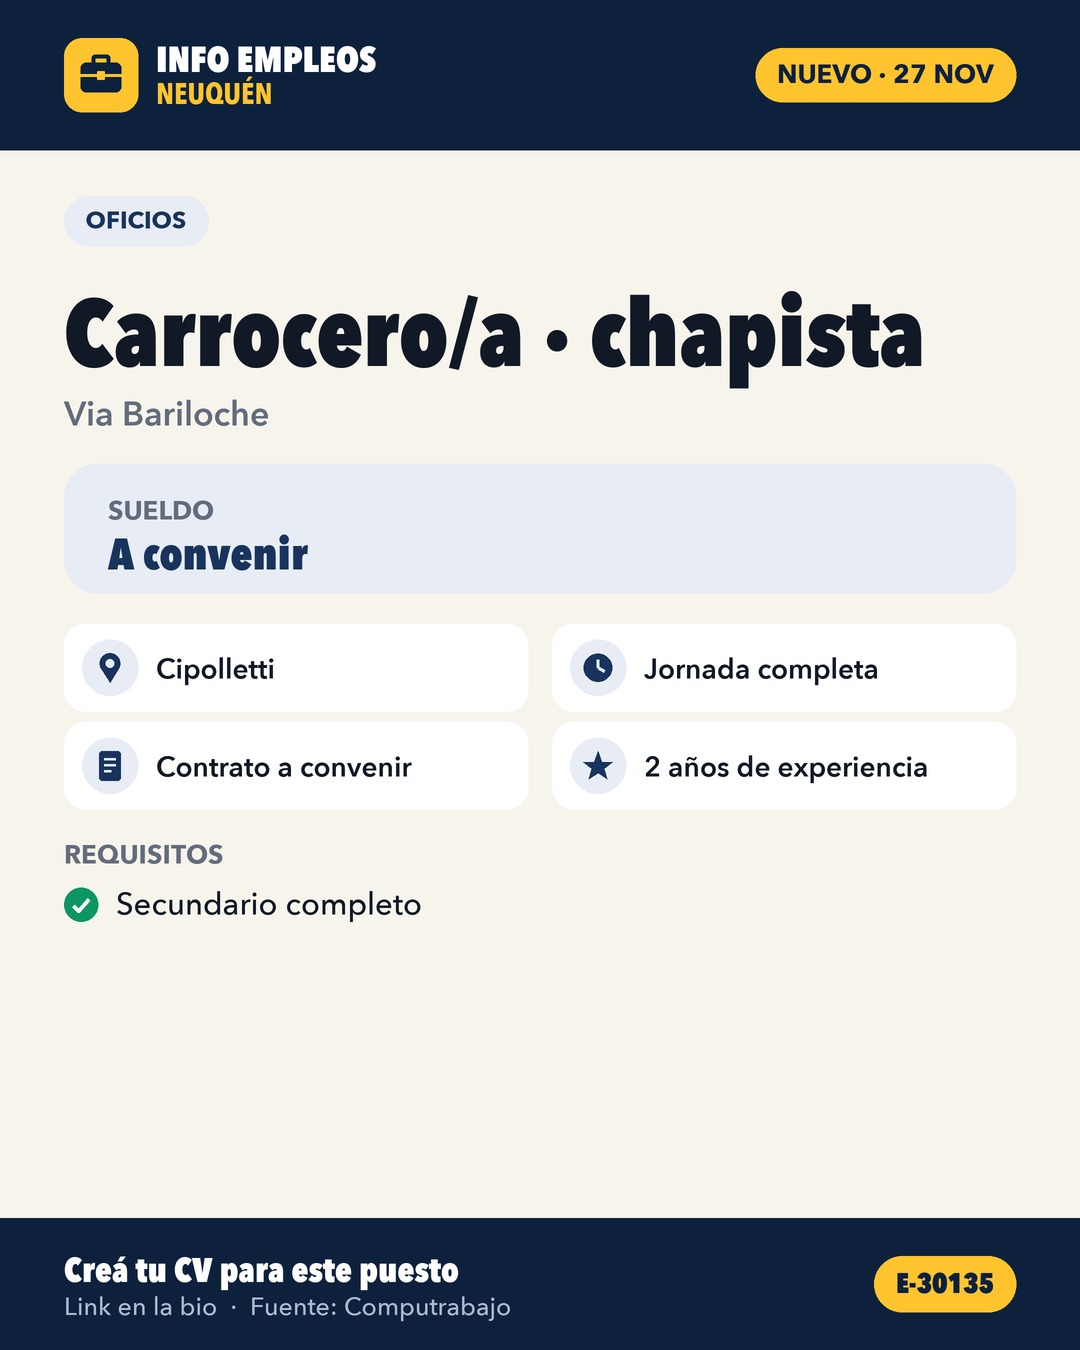 INFO EMPLEOS
NEUQUÉN
NUEVO · 27 NOV
OFICIOS
Carrocero/a · chapista
Via Bariloche
SUELDO
A convenir
Cipolletti
Jornada completa
Contrato a convenir
2 años de experiencia
REQUISITOS
Secundario completo
Creá tu CV para este puesto
Link en la bio · Fuente: Computrabajo
E-30135